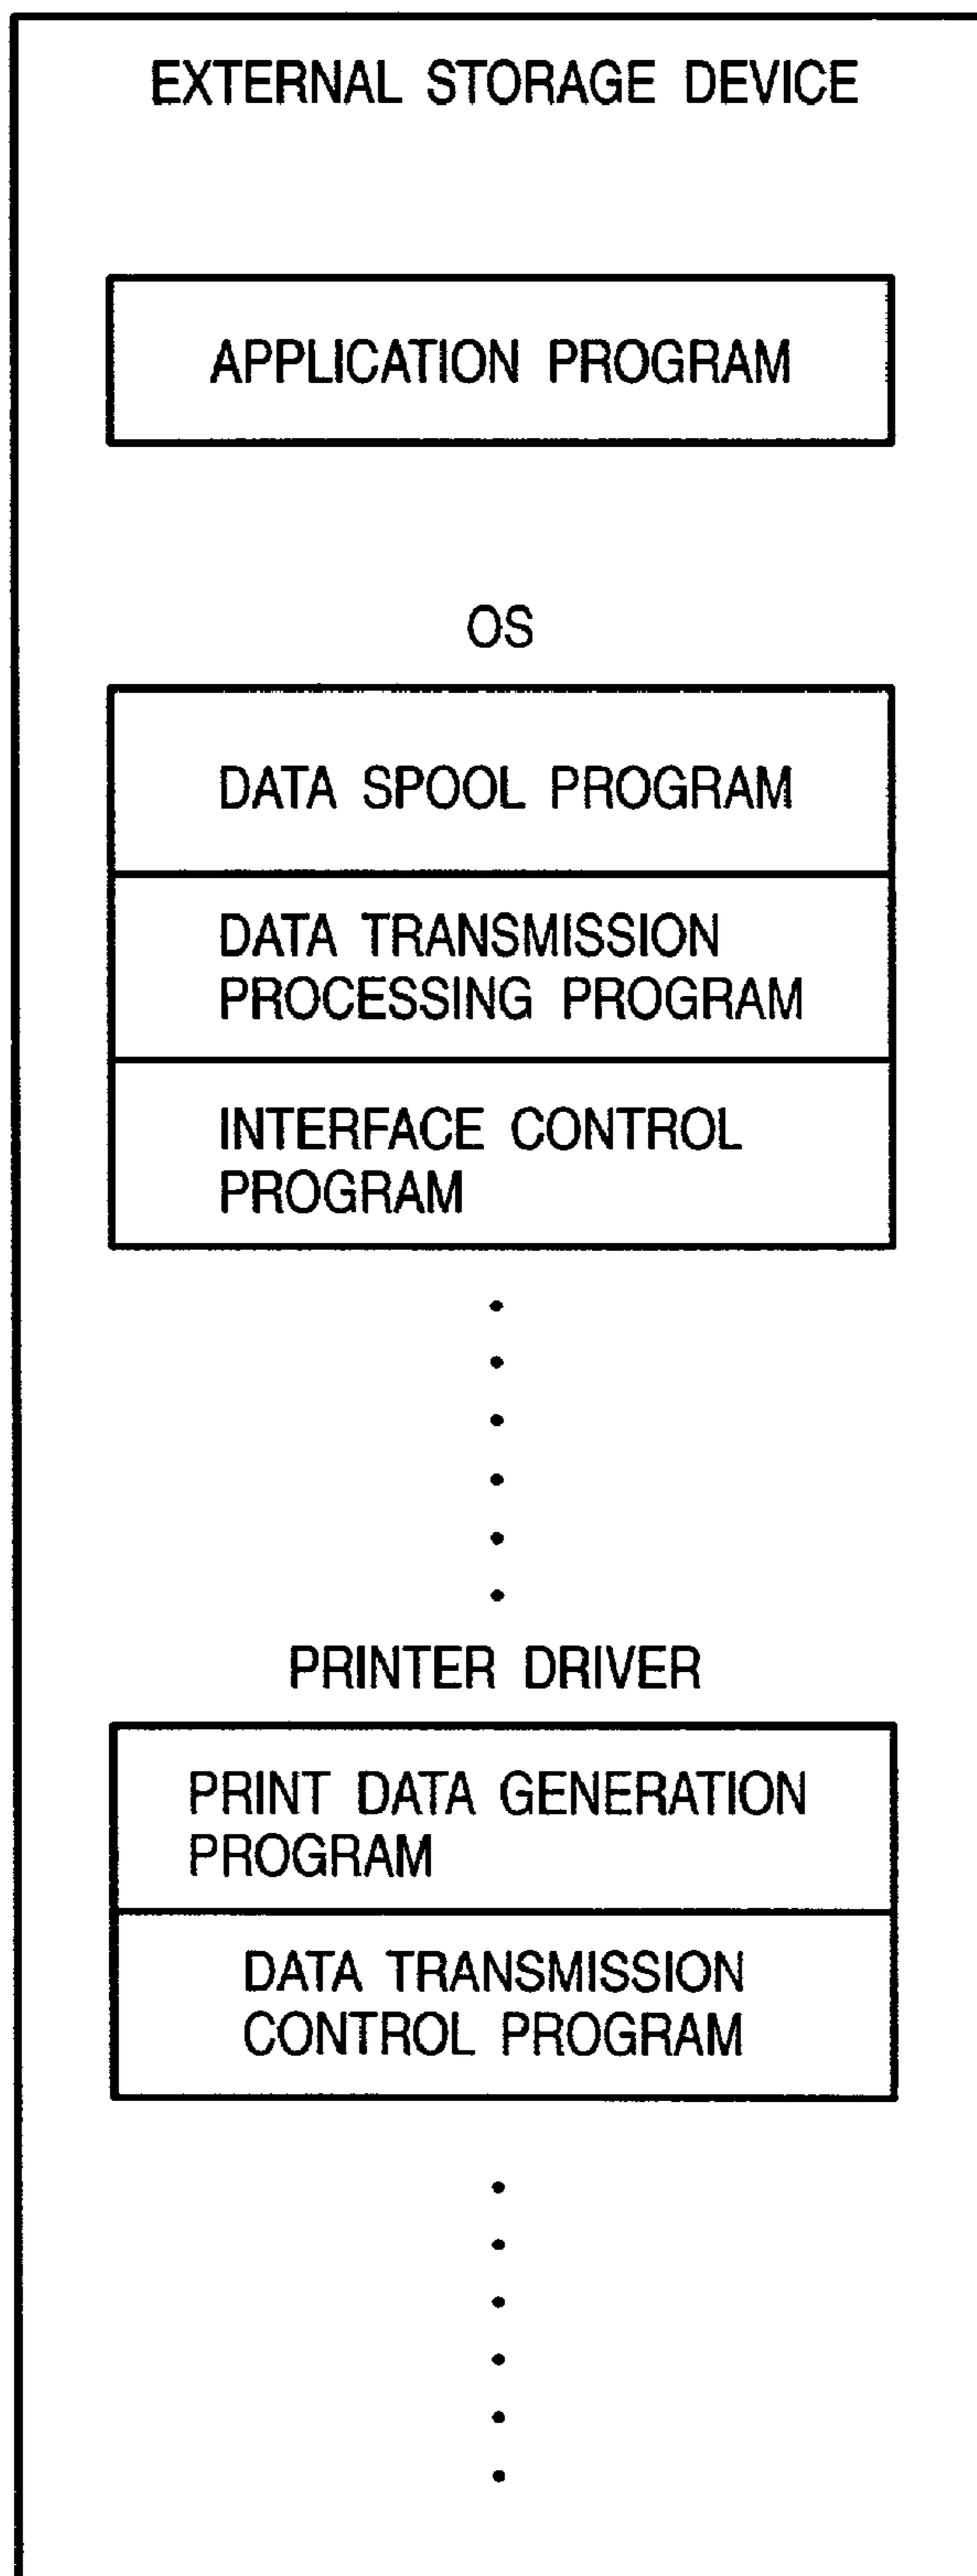 EXTERNAL STORAGE DEVICE
APPLICATION PROGRAM
OS
DATA SPOOL PROGRAM
DATA TRANSMISSION
PROCESSING PROGRAM
INTERFACE CONTROL
PROGRAM
PRINTER DRIVER
PRINT DATA GENERATION
PROGRAM
DATA TRANSMISSION
CONTROL PROGRAM